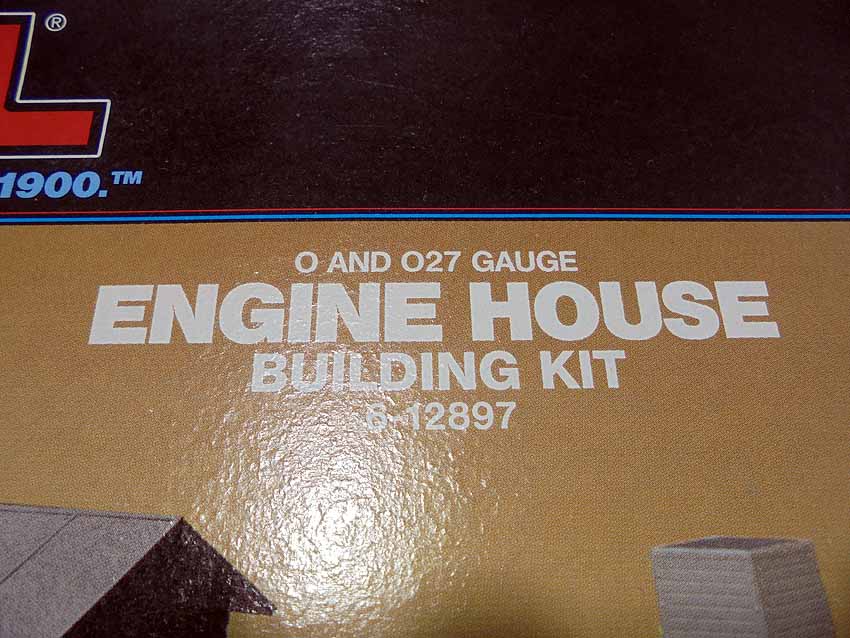 L®
1900.™
O AND O27 GAUGE
ENGINE HOUSE
BUILDING KIT
6-12897